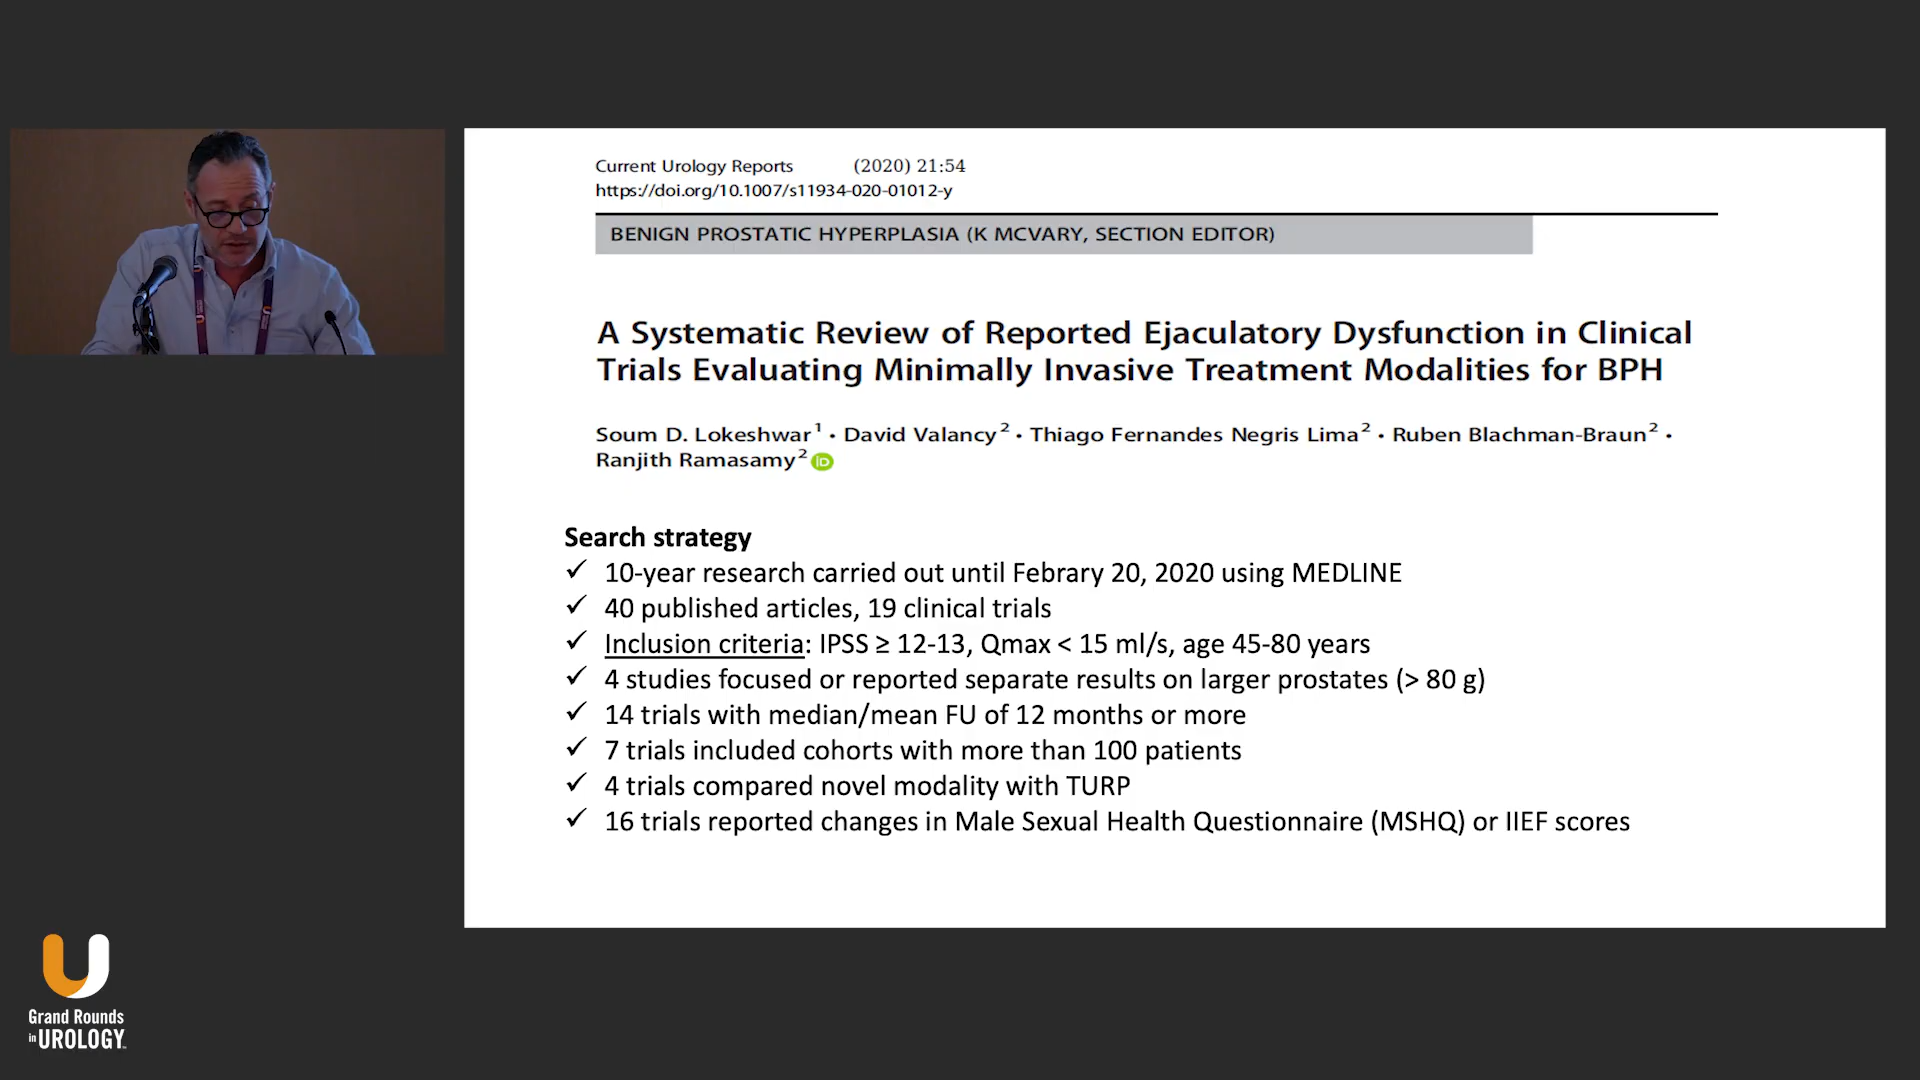 Current Urology Reports (2020) 21:54
https://doi.org/10.1007/s11934-020-01012-y
BENIGN PROSTATIC HYPERPLASIA (K MCVARY, SECTION EDITOR)
A Systematic Review of Reported Ejaculatory Dysfunction in Clinical
Trials Evaluating Minimally Invasive Treatment Modalities for BPH
Soum D. Lokeshwar1 • David Valancy2 • Thiago Fernandes Negris Lima2 • Ruben Blachman-Braun2 •
Ranjith Ramasamy2 iD
Search strategy
✓ 10-year research carried out until Febrary 20, 2020 using MEDLINE
✓ 40 published articles, 19 clinical trials
✓ Inclusion criteria: IPSS ≥ 12-13, Qmax < 15 ml/s, age 45-80 years
✓ 4 studies focused or reported separate results on larger prostates (> 80 g)
✓ 14 trials with median/mean FU of 12 months or more
✓ 7 trials included cohorts with more than 100 patients
✓ 4 trials compared novel modality with TURP
✓ 16 trials reported changes in Male Sexual Health Questionnaire (MSHQ) or IIEF scores
U
Grand Rounds
in UROLOGY